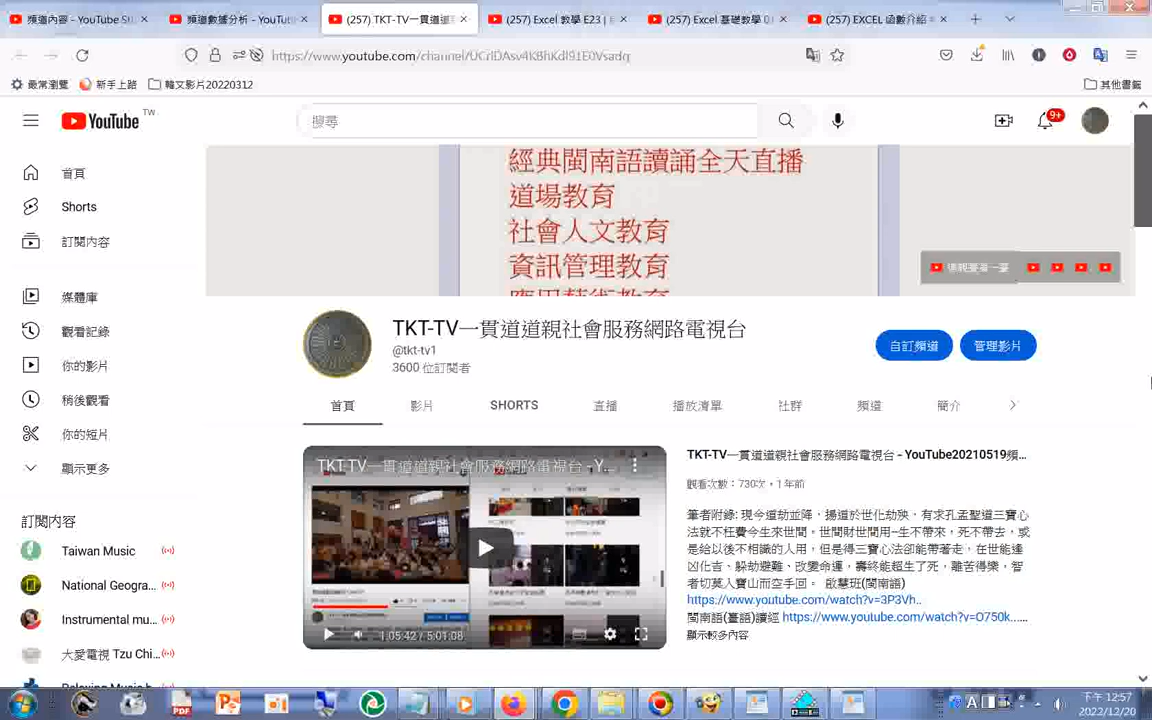 頻道內容 - YouTube St
頻道數據分析 - YouTub
(257) TKT-TV一貫道道
(257) Excel 教學 E23 |
(257) Excel 基礎教學
(257) EXCEL 函數介紹
https://www.youtube.com/channel/
最常瀏覽
新手上路
韓文影片20220312
其他書籤
YouTube TW
搜尋
9+
首頁
Shorts
訂閱內容
媒體庫
觀看記錄
你的影片
稍後觀看
你的短片
顯示更多
訂閱內容
Taiwan Music
National Geogra...
Instrumental mu...
大愛電視 Tzu Chi...
經典閩南語讀誦全天直播
道場教育
社會人文教育
資訊管理教育
TKT-TV一貫道道親社會服務網路電視台
@tkt-tv1
3600 位訂閱者
自訂頻道
管理影片
首頁
影片
SHORTS
直播
播放清單
社群
頻道
簡介
TKT-TV一貫道道親社會服務網路電視台 - Y...
1:05:42 / 5:01:08
TKT-TV一貫道道親社會服務網路電視台 - YouTube20210519頻...
觀看次數：730次・1 年前
筆者附錄: 現今道劫並降，揚道於世化劫殃，有求孔孟聖道三寶心
法就不枉費今生來世間，世間財世間用一生不帶來，死不帶去，或
是給以後不相識的人用，但是得三寶心法卻能帶著走，在世能逢
凶化吉、躲劫避難、改變命運，壽終能超生了死，離苦得樂，智
者切莫入寶山而空手回。 啟慧班(閩南語)
https://www.youtube.com/watch?v=3P3Vh...
閩南語(臺語)讀經 https://www.youtube.com/watch?v=O750k......
顯示較多內容
下午 12:57
2022/12/20